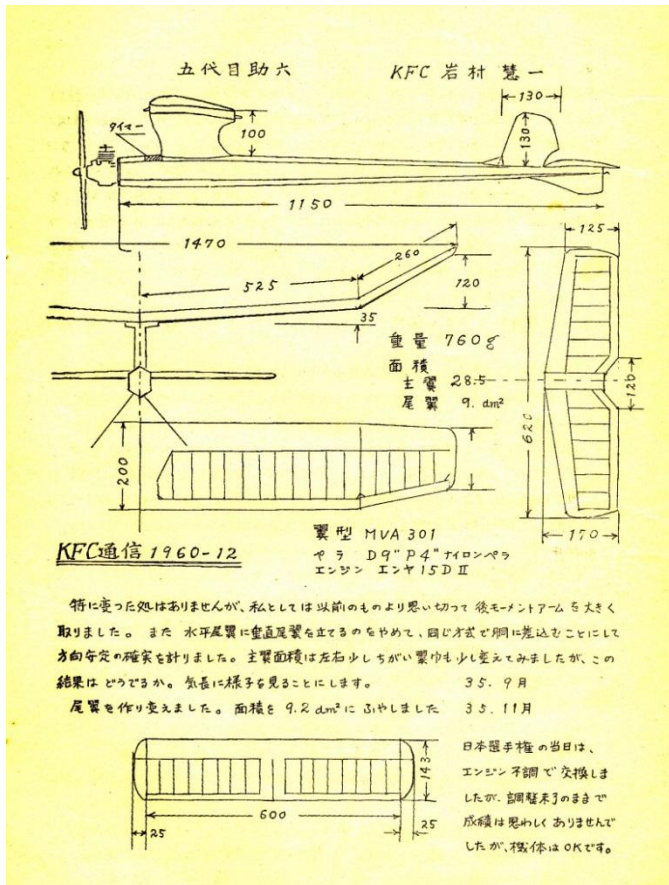 五代目助六 KFC 岩村 慧一
130
130
100
タイマー
1150
1470
525
260
120
35
125
620
120
170
重量 760g
面積
主翼 28.5
尾翼 9. dm²
200
翼型 MVA 301
ペラ D9" P4" ナイロンペラ
エンジン エンヤ 15D II
KFC通信 1960-12
特に変った処はありませんが、私としては以前のものより思い切って後モーメントアームを大きく
取りました。また 水平尾翼に垂直尾翼を立てるのをやめて、同じ方式で胴に差込むことにして
方向安定の確実を計りました。主翼面積は左右少しちがい翼巾も少し変えてみましたが、この
結果はどうでるか。気長に様子を見ることにします。 35. 9月
尾翼を作り変えました。面積を 9.2 dm²にふやしました 35. 11月
143
600
25
25
日本選手権の当日は、
エンジン不調で交換しま
したが、調整未了のままで
成績は思わしくありませんで
したが、機体はOKです。